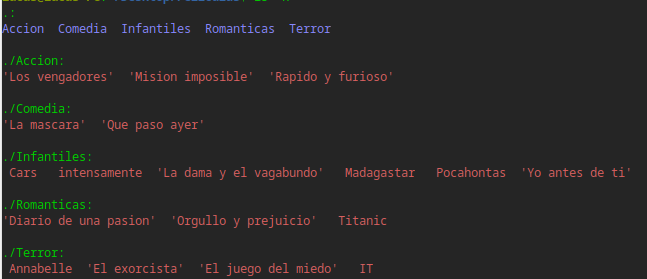 .:
Accion Comedia Infantiles Romanticas Terror
./Accion:
'Los vengadores' 'Mision imposible' 'Rapido y furioso'
./Comedia:
'La mascara' 'Que paso ayer'
./Infantiles:
Cars intensamente 'La dama y el vagabundo' Madagastar Pocahontas 'Yo antes de ti'
./Romanticas:
'Diario de una pasion' 'Orgullo y prejuicio' Titanic
./Terror:
Annabelle 'El exorcista' 'El juego del miedo' IT